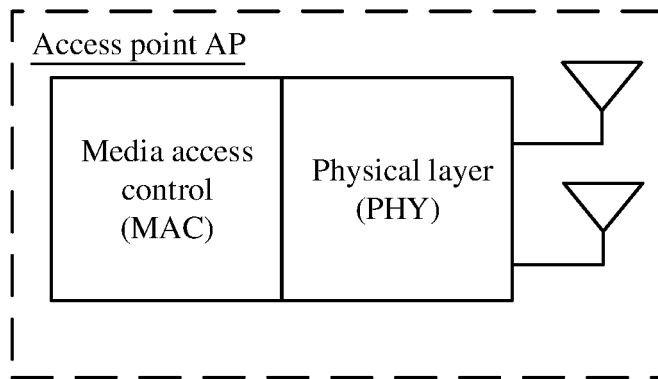 Access point AP
Media access
control
(MAC)
Physical layer
(PHY)